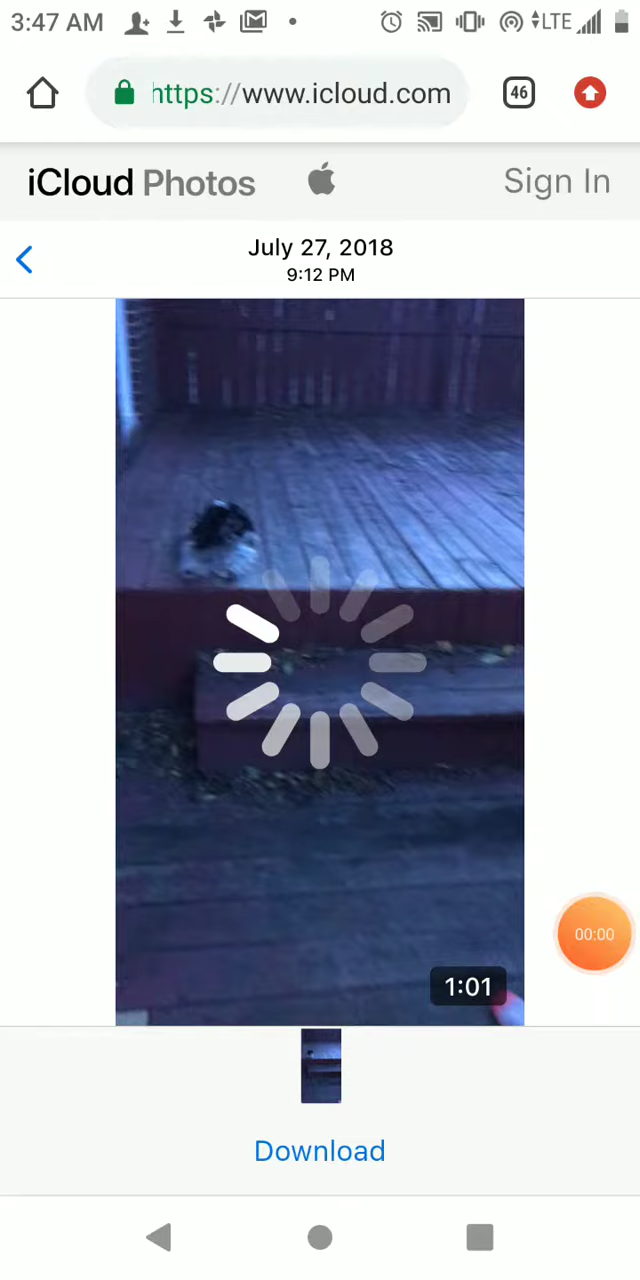 3:47 AM
LTE
https://www.icloud.com
46
iCloud Photos
Sign In
July 27, 2018
9:12 PM
00:00
1:01
Download